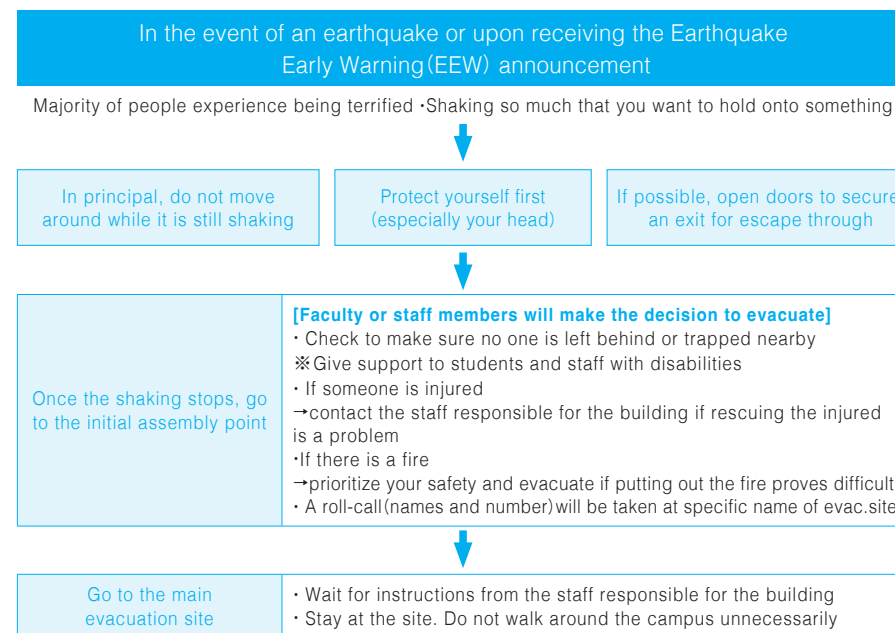 In the event of an earthquake or upon receiving the Earthquake
Early Warning(EEW) announcement
Majority of people experience being terrified ・Shaking so much that you want to hold onto something
In principal, do not move
around while it is still shaking
Protect yourself first
(especially your head)
If possible, open doors to secure
an exit for escape through
Once the shaking stops, go
to the initial assembly point
[Faculty or staff members will make the decision to evacuate]
・Check to make sure no one is left behind or trapped nearby
※Give support to students and staff with disabilities
・If someone is injured
→contact the staff responsible for the building if rescuing the injured
is a problem
・If there is a fire
→prioritize your safety and evacuate if putting out the fire proves difficult
・A roll-call(names and number)will be taken at specific name of evac.site
Go to the main
evacuation site
・Wait for instructions from the staff responsible for the building
・Stay at the site. Do not walk around the campus unnecessarily